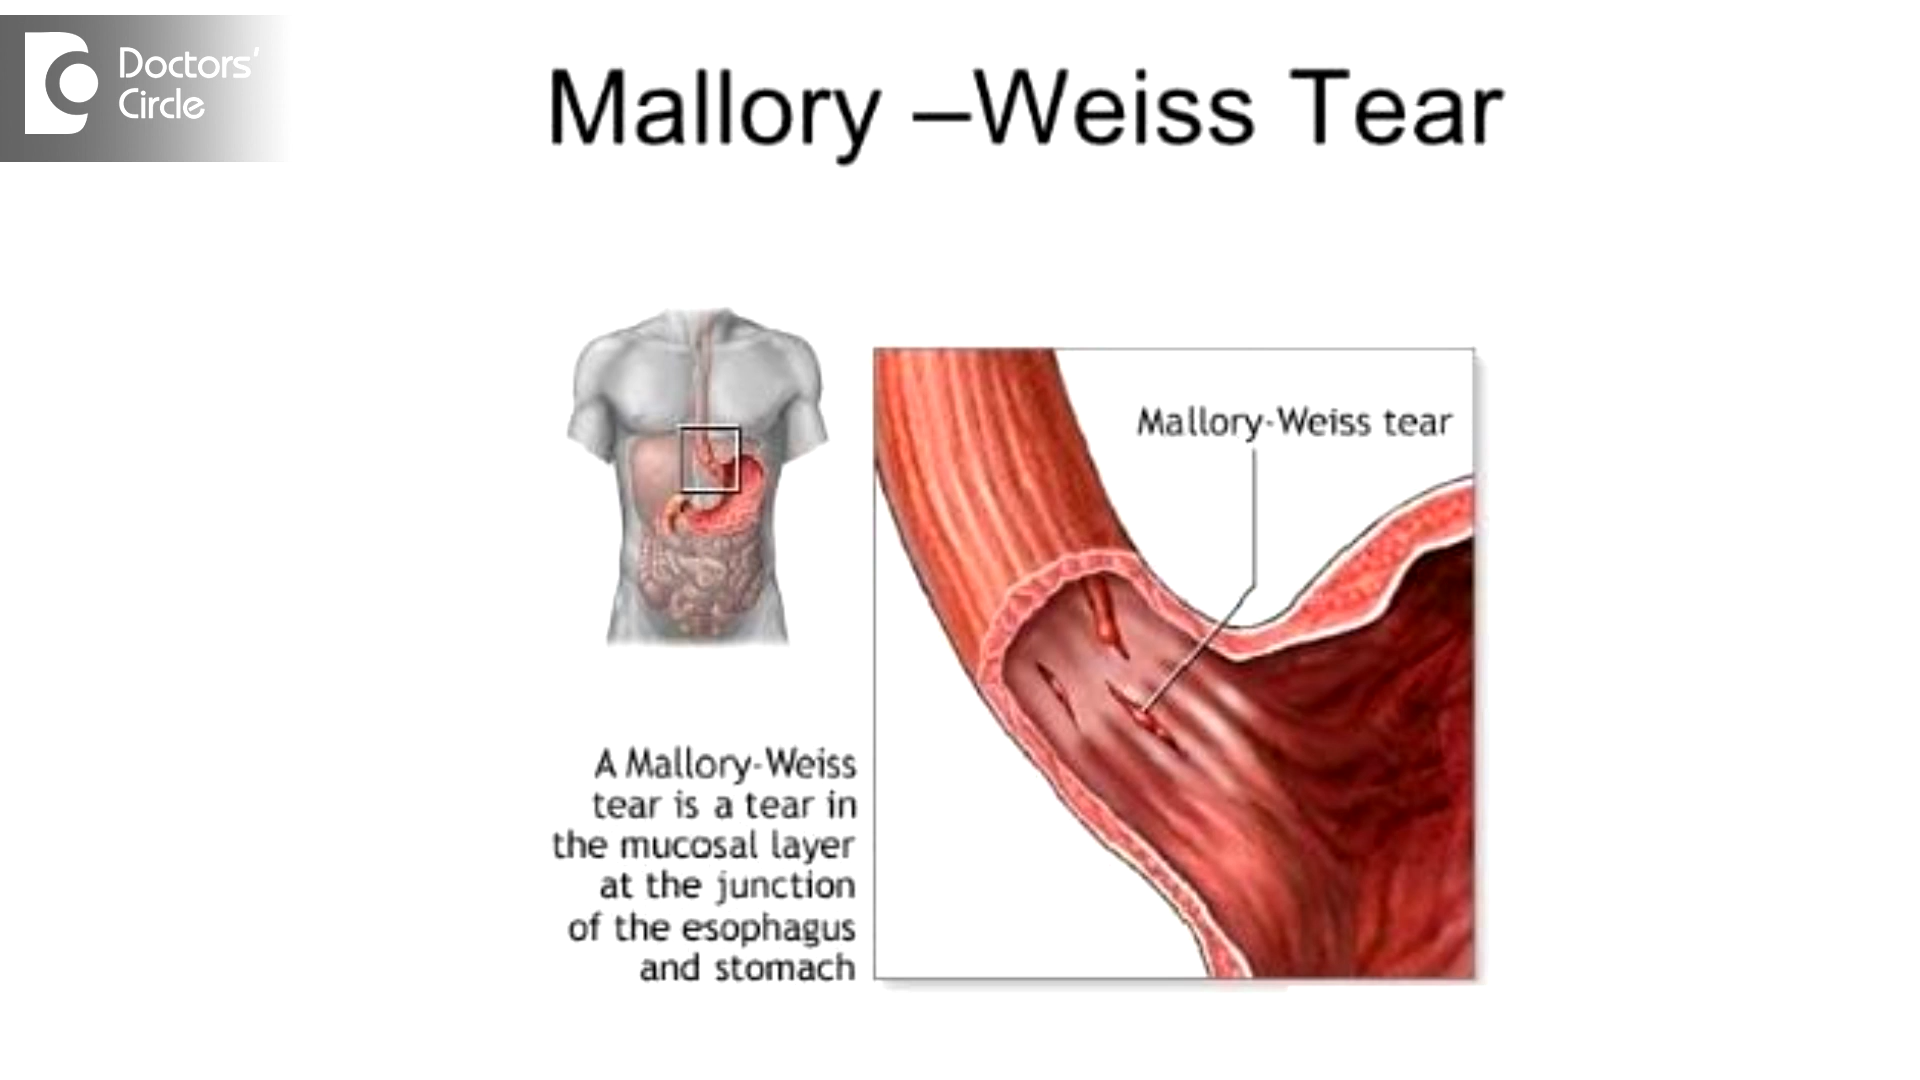 Doctors'
Circle
Mallory –Weiss Tear
Mallory-Weiss tear
A Mallory-Weiss
tear is a tear in
the mucosal layer
at the junction
of the esophagus
and stomach